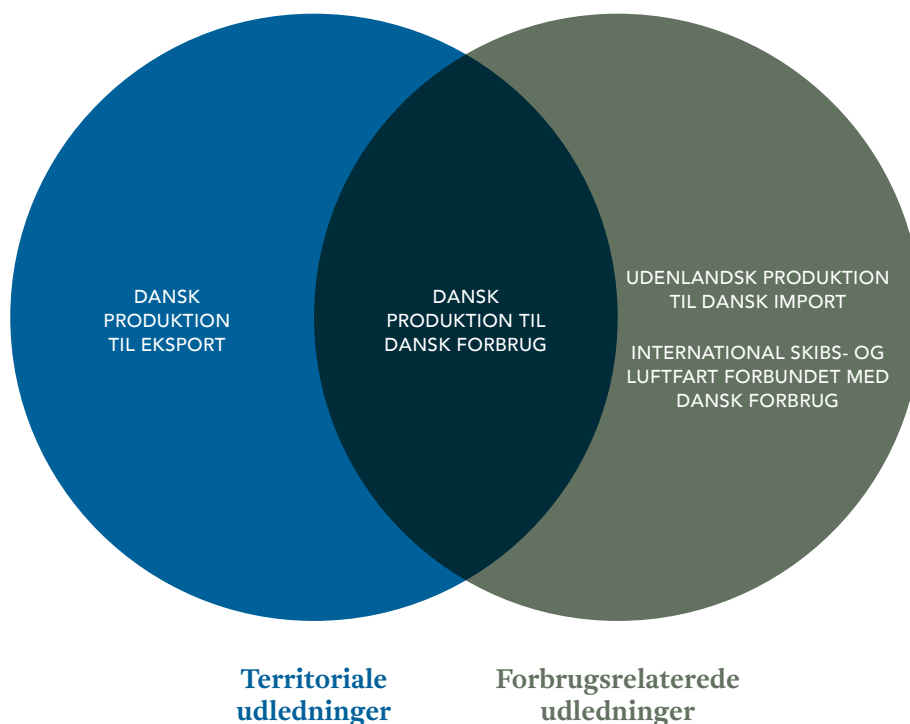 DANSK
PRODUKTION
TIL EKSPORT
DANSK
PRODUKTION TIL
DANSK FORBRUG
UDENLANDSK PRODUKTION
TIL DANSK IMPORT
INTERNATIONAL SKIBS- OG
LUFTFART FORBUNDET MED
DANSK FORBRUG
Territoriale
udledninger
Forbrugsrelaterede
udledninger